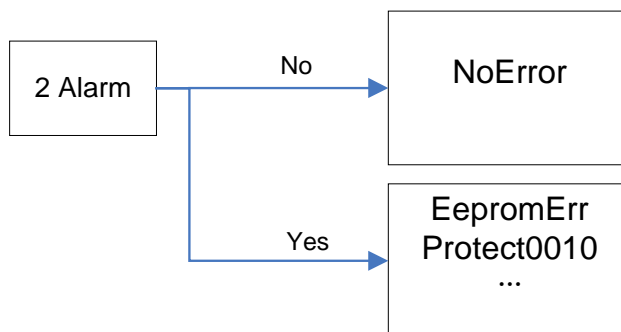 2 Alarm
No
NoError
Yes
EepromErr
Protect0010
...